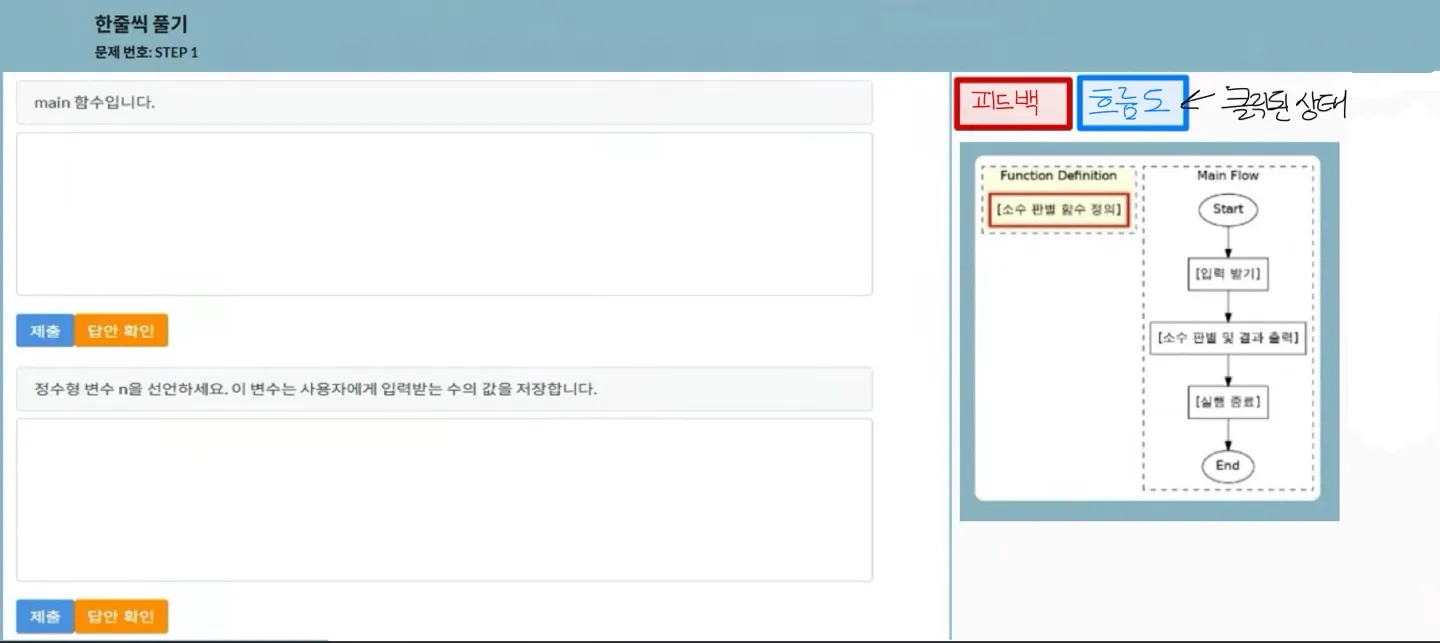 한줄씩 풀기
문제 번호: STEP 1
main 함수입니다.
제출 답안 확인
정수형 변수 n을 선언하세요. 이 변수는 사용자에게 입력받는 수의 값을 저장합니다.
제출 답안 확인
피드백 흐름도 ← 클릭된 상태
Function Definition
[소수 판별 함수 정의]
Main Flow
Start
[입력 받기]
[소수 판별 및 결과 출력]
[실행 종료]
End